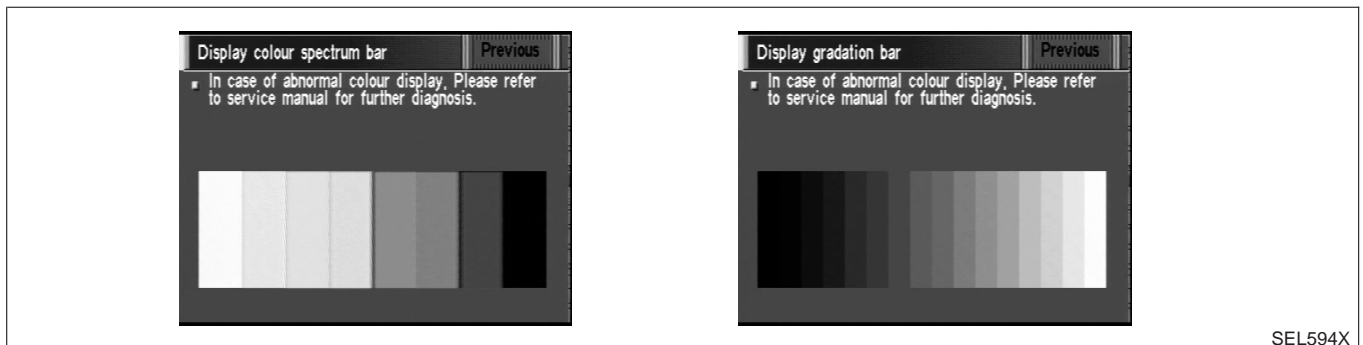 Display colour spectrum bar
Previous
In case of abnormal colour display, Please refer
to service manual for further diagnosis.
Display gradation bar
Previous
In case of abnormal colour display, Please refer
to service manual for further diagnosis.
SEL594X